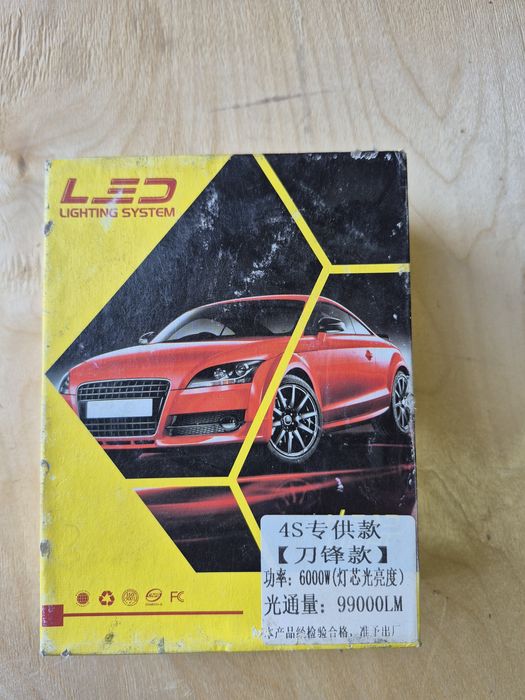 LED
LIGHTING SYSTEM
4S专供款
【刀锋款】
功率：6000W(灯芯光亮度)
光通量：99000LM
本产品经检验合格，准予出厂
FC